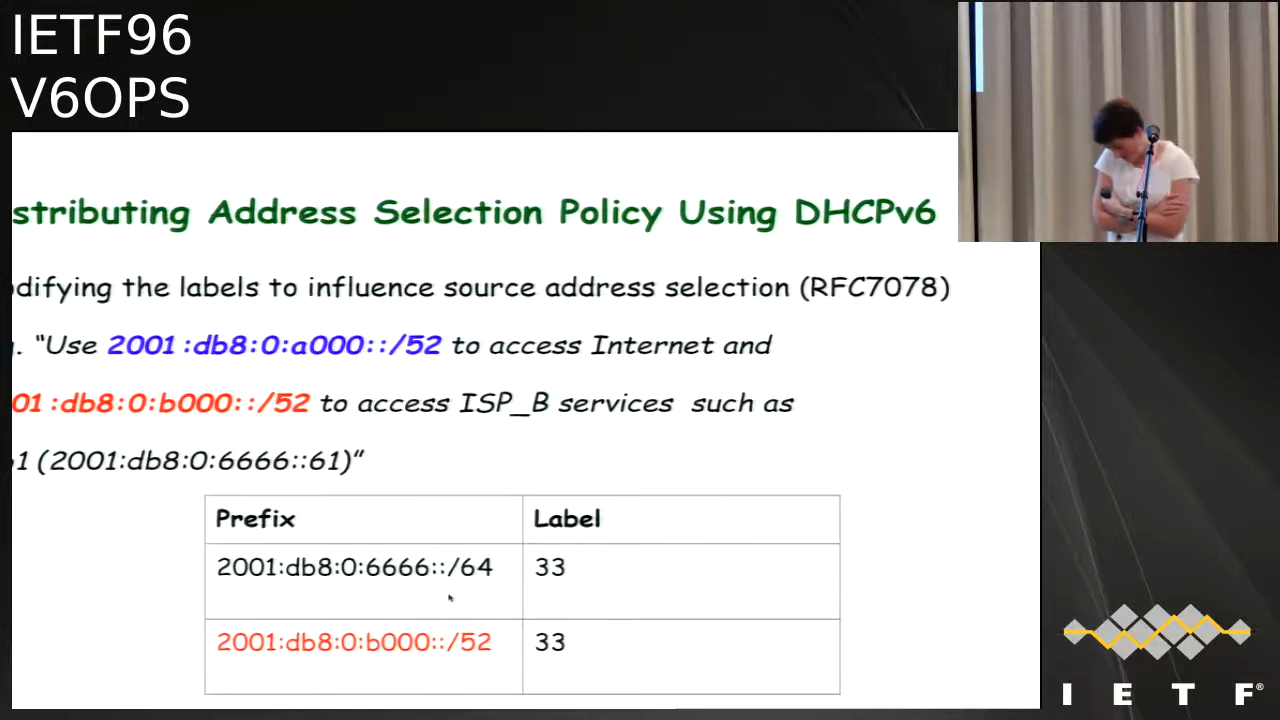 IETF96
V6OPS
stributing Address Selection Policy Using DHCPv6
difying the labels to influence source address selection (RFC7078)
. “Use 2001:db8:0:a000::/52 to access Internet and
01:db8:0:b000::/52 to access ISP_B services such as
1 (2001:db8:0:6666::61)”
Prefix Label
2001:db8:0:6666::/64 33
2001:db8:0:b000::/52 33
I E T F®